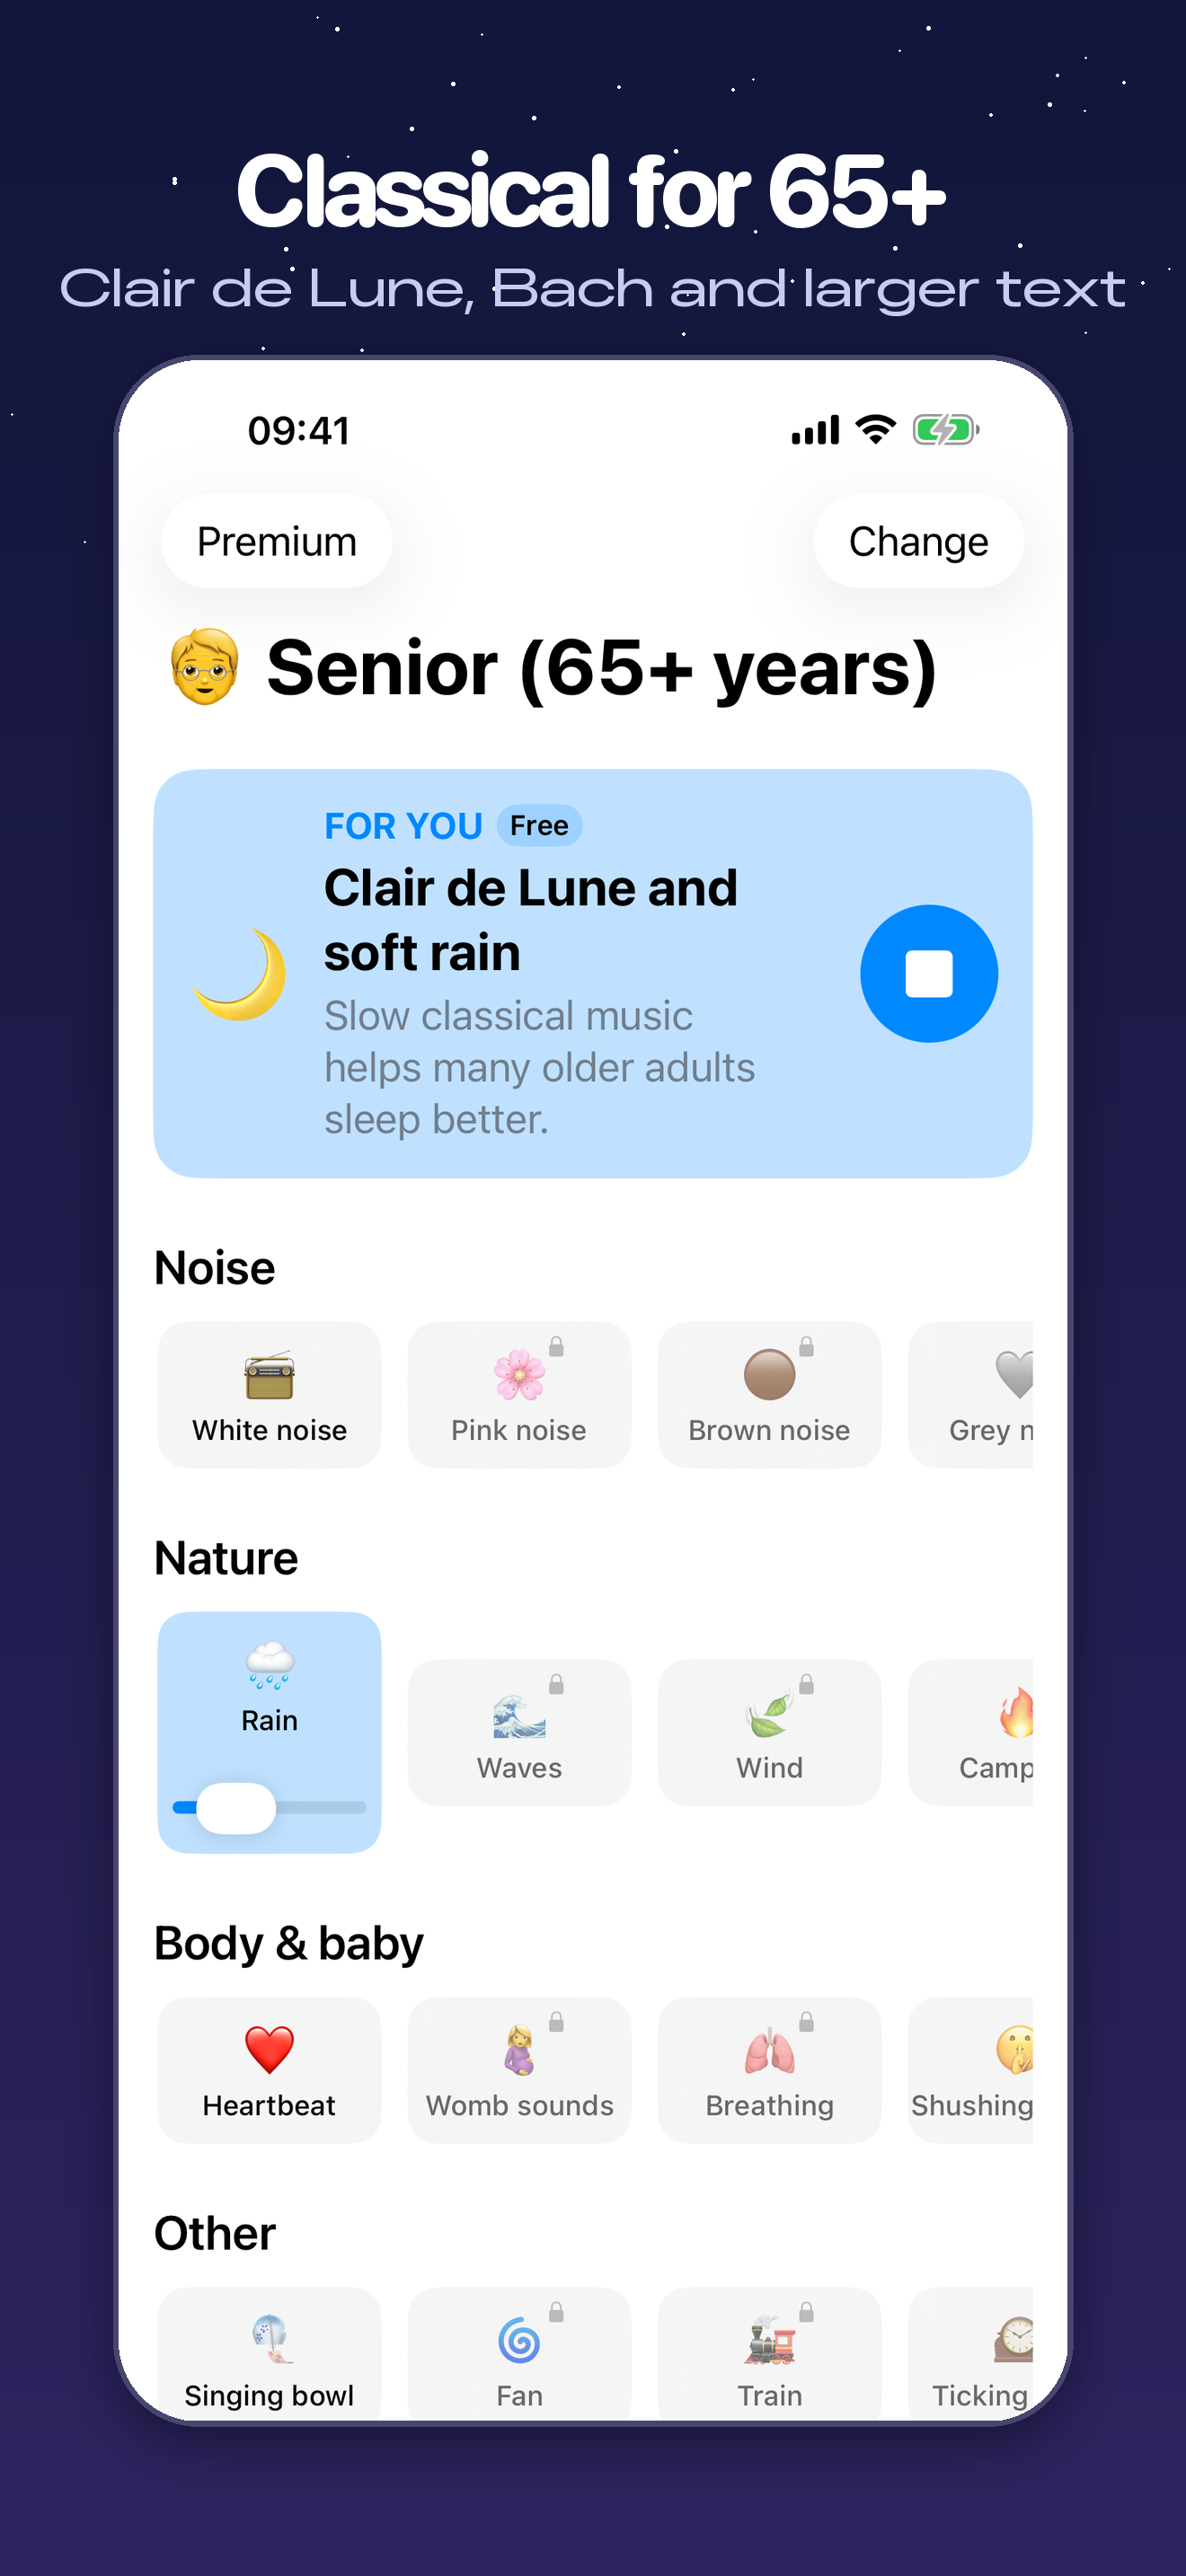 Classical for 65+
Clair de Lune, Bach and larger text
09:41
Premium
Change
Senior (65+ years)
FOR YOU Free
Clair de Lune and
soft rain
Slow classical music
helps many older adults
sleep better.
Noise
White noise
Pink noise
Brown noise
Grey n
Nature
Rain
Waves
Wind
Camp
Body & baby
Heartbeat
Womb sounds
Breathing
Shushing
Other
Singing bowl
Fan
Train
Ticking